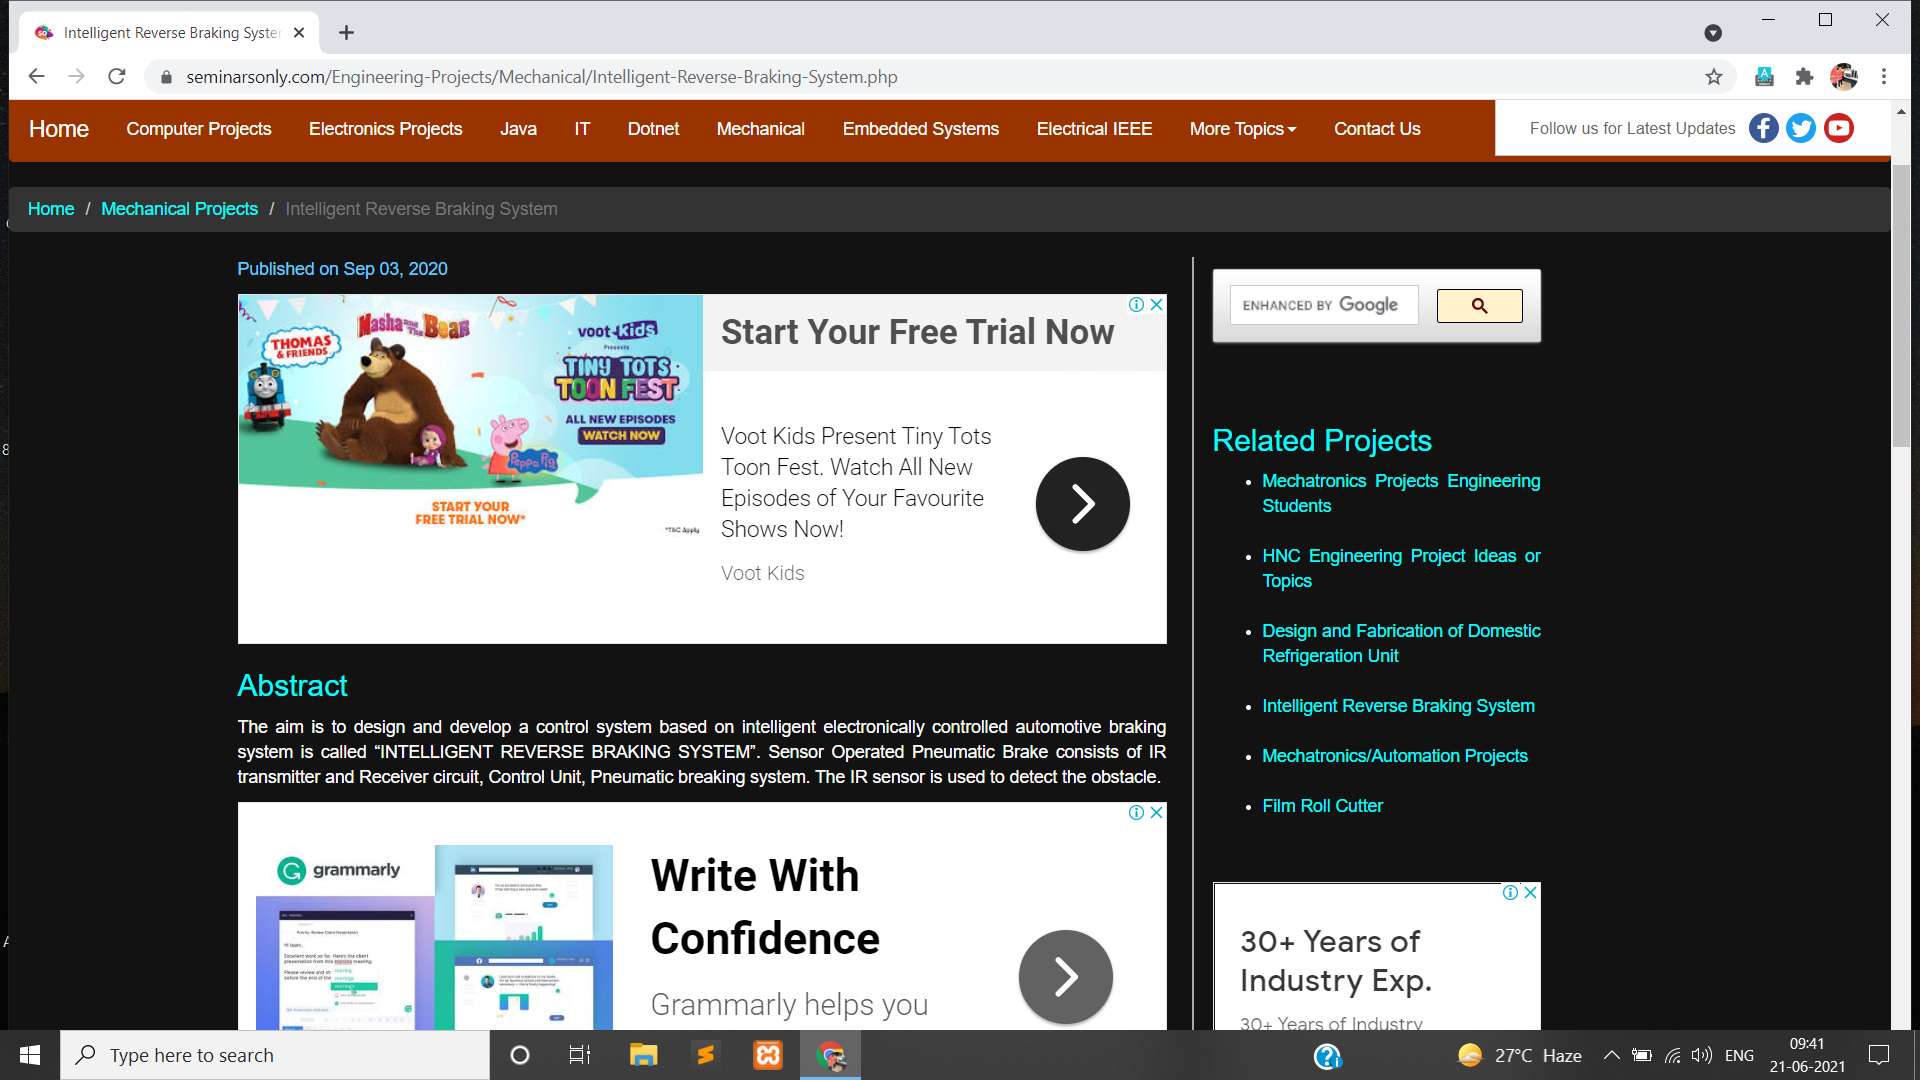 Intelligent Reverse Braking Syster
seminarsonly.com/Engineering-Projects/Mechanical/Intelligent-Reverse-Braking-System.php
Home Computer Projects Electronics Projects Java IT Dotnet Mechanical Embedded Systems Electrical IEEE More Topics Contact Us
Follow us for Latest Updates
Home / Mechanical Projects / Intelligent Reverse Braking System
Published on Sep 03, 2020
THOMAS
& FRIENDS
Masha and the Bear
voot kids
Presents
TINY TOTS
TOON FEST
ALL NEW EPISODES
WATCH NOW
Peppa Pig
START YOUR
FREE TRIAL NOW*
*T&C Apply
Start Your Free Trial Now
Voot Kids Present Tiny Tots
Toon Fest. Watch All New
Episodes of Your Favourite
Shows Now!
Voot Kids
Abstract
The aim is to design and develop a control system based on intelligent electronically controlled automotive braking
system is called “INTELLIGENT REVERSE BRAKING SYSTEM”. Sensor Operated Pneumatic Brake consists of IR
transmitter and Receiver circuit, Control Unit, Pneumatic breaking system. The IR sensor is used to detect the obstacle.
grammarly
Write With
Confidence
Grammarly helps you
ENHANCED BY Google
Related Projects
Mechatronics Projects Engineering
Students
HNC Engineering Project Ideas or
Topics
Design and Fabrication of Domestic
Refrigeration Unit
Intelligent Reverse Braking System
Mechatronics/Automation Projects
Film Roll Cutter
30+ Years of
Industry Exp.
30+ Years of Industry
Type here to search
27°C Haze
ENG
09:41
21-06-2021